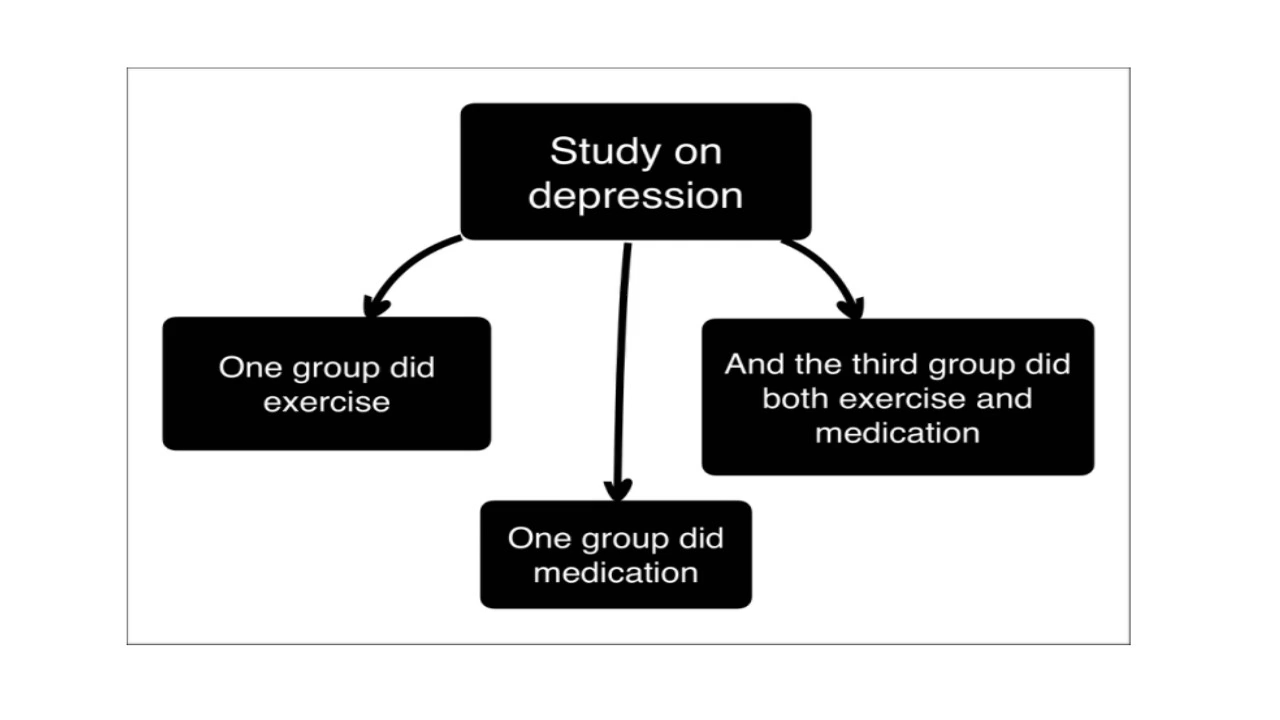 Study on
depression
One group did
exercise
And the third group did
both exercise and
medication
One group did
medication